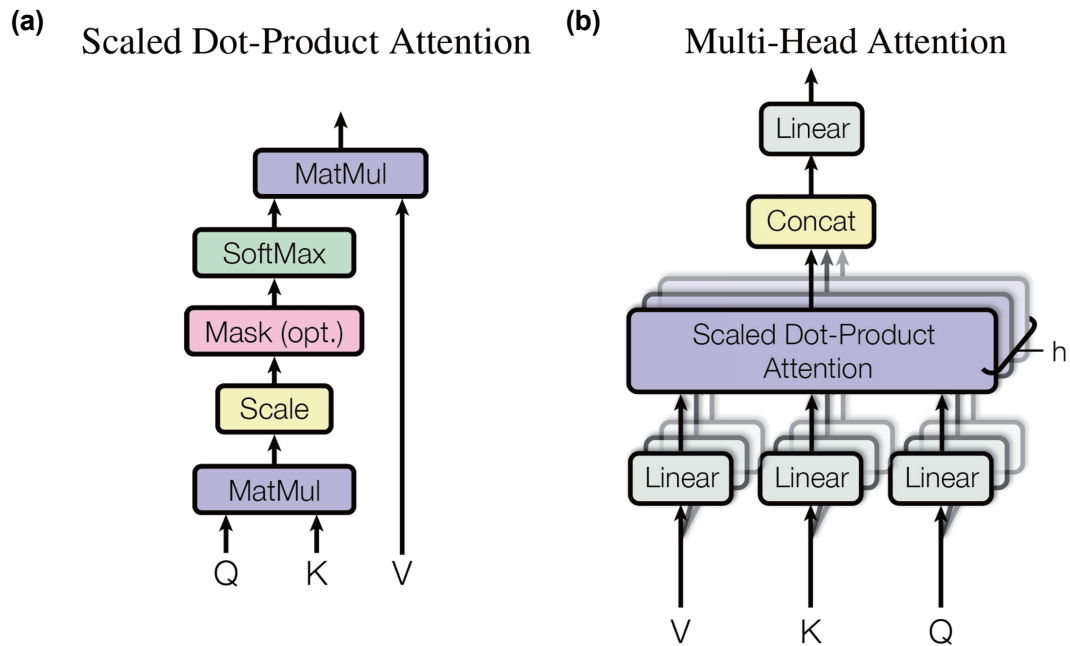 (a)
Scaled Dot-Product Attention
MatMul
SoftMax
Mask (opt.)
Scale
MatMul
Q K V
(b)
Multi-Head Attention
Linear
Concat
Scaled Dot-Product
Attention
h
Linear Linear Linear
V K Q